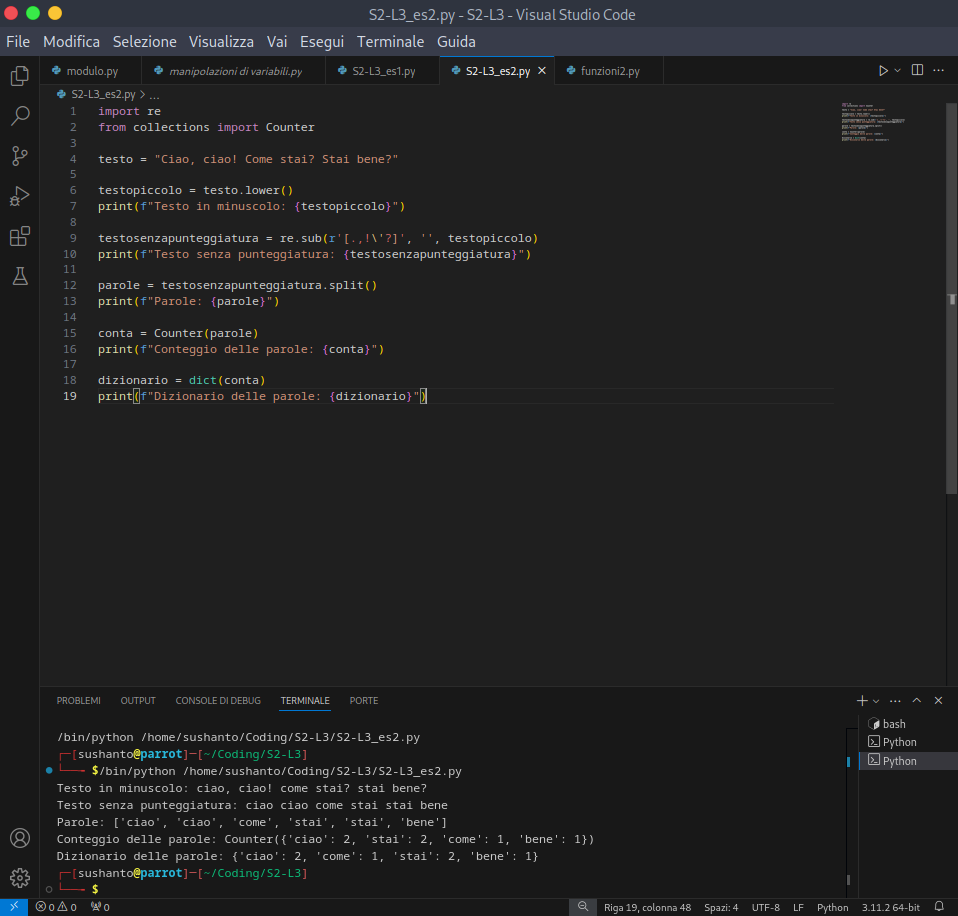 S2-L3_es2.py - S2-L3 - Visual Studio Code
File Modifica Selezione Visualizza Vai Esegui Terminale Guida
modulo.py manipolazioni di variabili.py S2-L3_es1.py S2-L3_es2.py funzioni2.py
S2-L3_es2.py > ...
1 import re
2 from collections import Counter
3
4 testo = "Ciao, ciao! Come stai? Stai bene?"
5
6 testopiccolo = testo.lower()
7 print(f"Testo in minuscolo: {testopiccolo}")
8
9 testosenzapunteggiatura = re.sub(r'[.,!\'?]', '', testopiccolo)
10 print(f"Testo senza punteggiatura: {testosenzapunteggiatura}")
11
12 parole = testosenzapunteggiatura.split()
13 print(f"Parole: {parole}")
14
15 conta = Counter(parole)
16 print(f"Conteggio delle parole: {conta}")
17
18 dizionario = dict(conta)
19 print(f"Dizionario delle parole: {dizionario}")
PROBLEMI OUTPUT CONSOLE DI DEBUG TERMINALE PORTE
bash
Python
Python
/bin/python /home/sushanto/Coding/S2-L3/S2-L3_es2.py
┌─[sushanto@parrot]─[~/Coding/S2-L3]
└──╼ $/bin/python /home/sushanto/Coding/S2-L3/S2-L3_es2.py
Testo in minuscolo: ciao, ciao! come stai? stai bene?
Testo senza punteggiatura: ciao ciao come stai stai bene
Parole: ['ciao', 'ciao', 'come', 'stai', 'stai', 'bene']
Conteggio delle parole: Counter({'ciao': 2, 'stai': 2, 'come': 1, 'bene': 1})
Dizionario delle parole: {'ciao': 2, 'come': 1, 'stai': 2, 'bene': 1}
┌─[sushanto@parrot]─[~/Coding/S2-L3]
└──╼ $
0 0 0 Riga 19, colonna 48 Spazi: 4 UTF-8 LF Python 3.11.2 64-bit